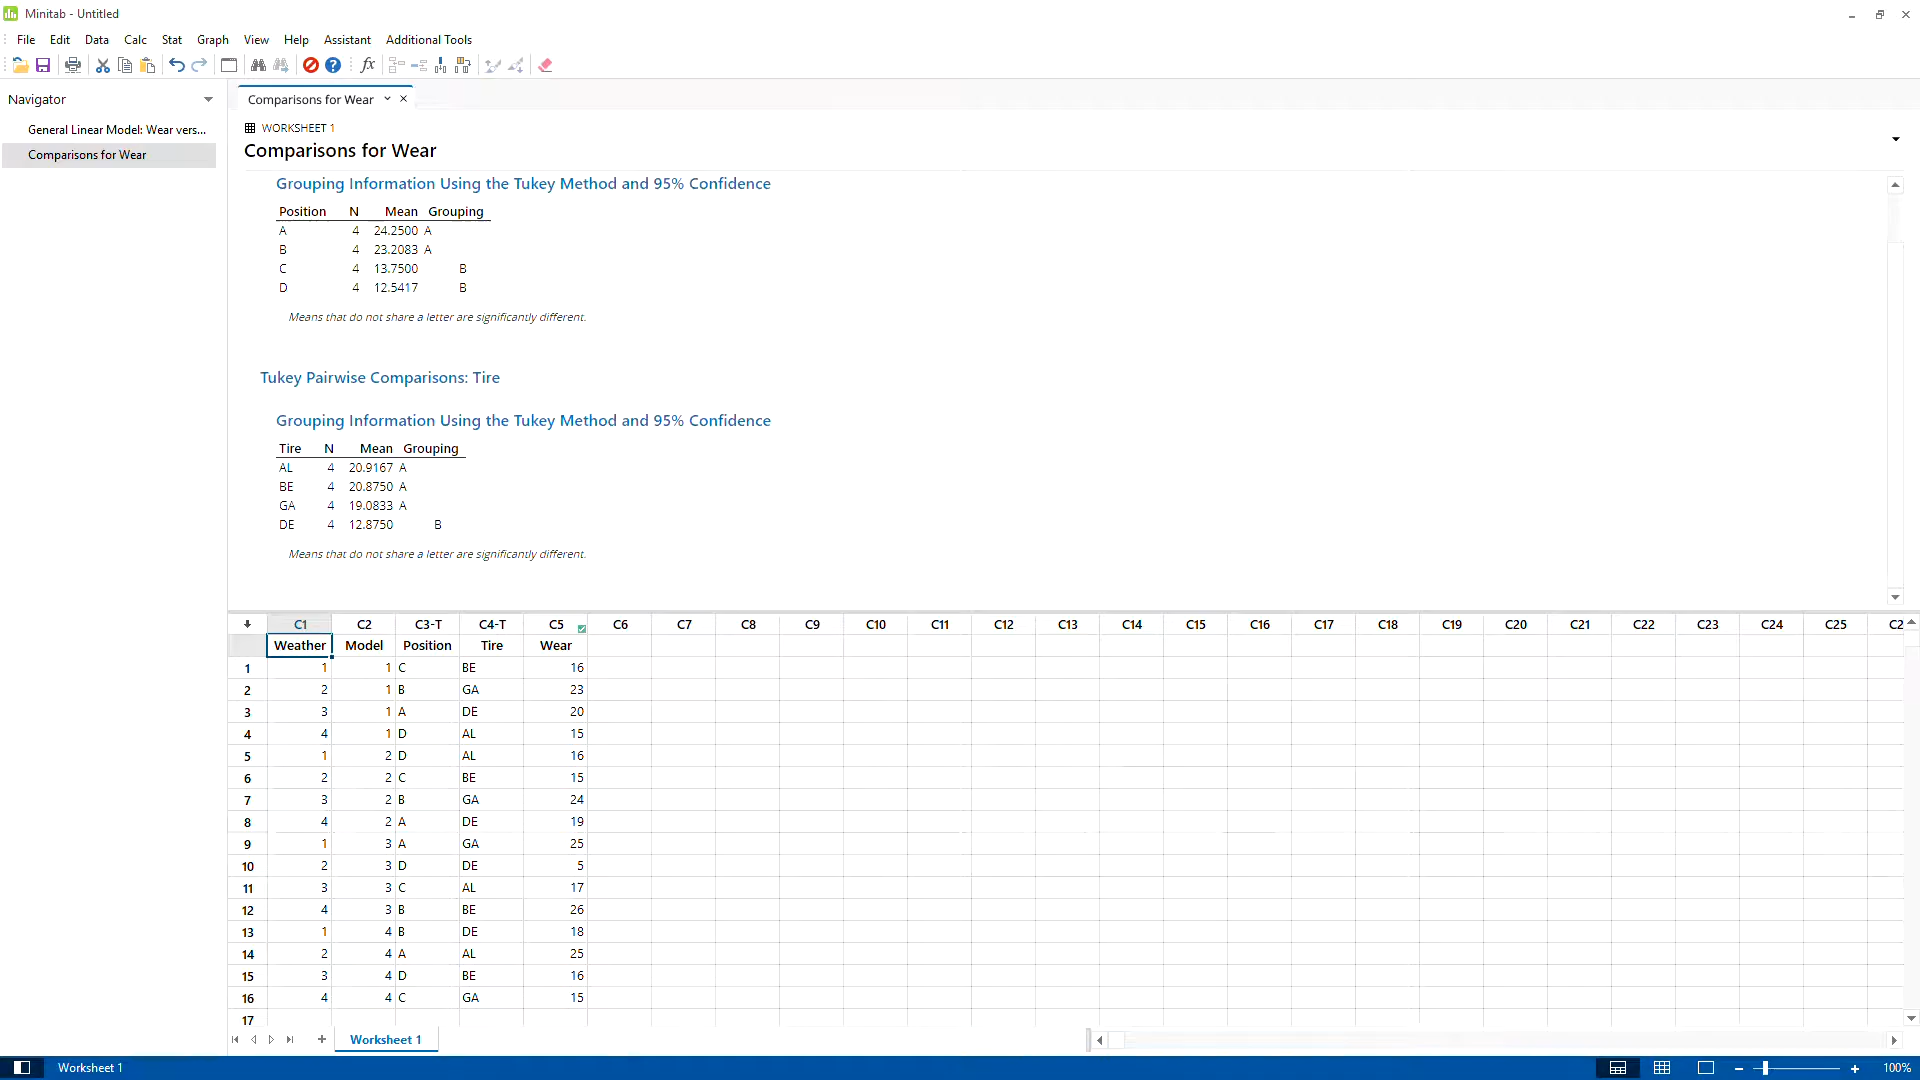 Minitab - Untitled
File Edit Data Calc Stat Graph View Help Assistant Additional Tools
Navigator
General Linear Model: Wear vers...
Comparisons for Wear
Comparisons for Wear
WORKSHEET 1
Comparisons for Wear
Grouping Information Using the Tukey Method and 95% Confidence
Position N Mean Grouping
A 4 24.2500 A
B 4 23.2083 A
C 4 13.7500 B
D 4 12.5417 B
Means that do not share a letter are significantly different.
Tukey Pairwise Comparisons: Tire
Grouping Information Using the Tukey Method and 95% Confidence
Tire N Mean Grouping
AL 4 20.9167 A
BE 4 20.8750 A
GA 4 19.0833 A
DE 4 12.8750 B
Means that do not share a letter are significantly different.
C1 C2 C3-T C4-T C5 C6 C7 C8 C9 C10 C11 C12 C13 C14 C15 C16 C17 C18 C19 C20 C21 C22 C23 C24 C25 C2
Weather Model Position Tire Wear
1 1 1 C BE 16
2 2 1 B GA 23
3 3 1 A DE 20
4 4 1 D AL 15
5 1 2 D AL 16
6 2 2 C BE 15
7 3 2 B GA 24
8 4 2 A DE 19
9 1 3 A GA 25
10 2 3 D DE 5
11 3 3 C AL 17
12 4 3 B BE 26
13 1 4 B DE 18
14 2 4 A AL 25
15 3 4 D BE 16
16 4 4 C GA 15
17
Worksheet 1
Worksheet 1 100%